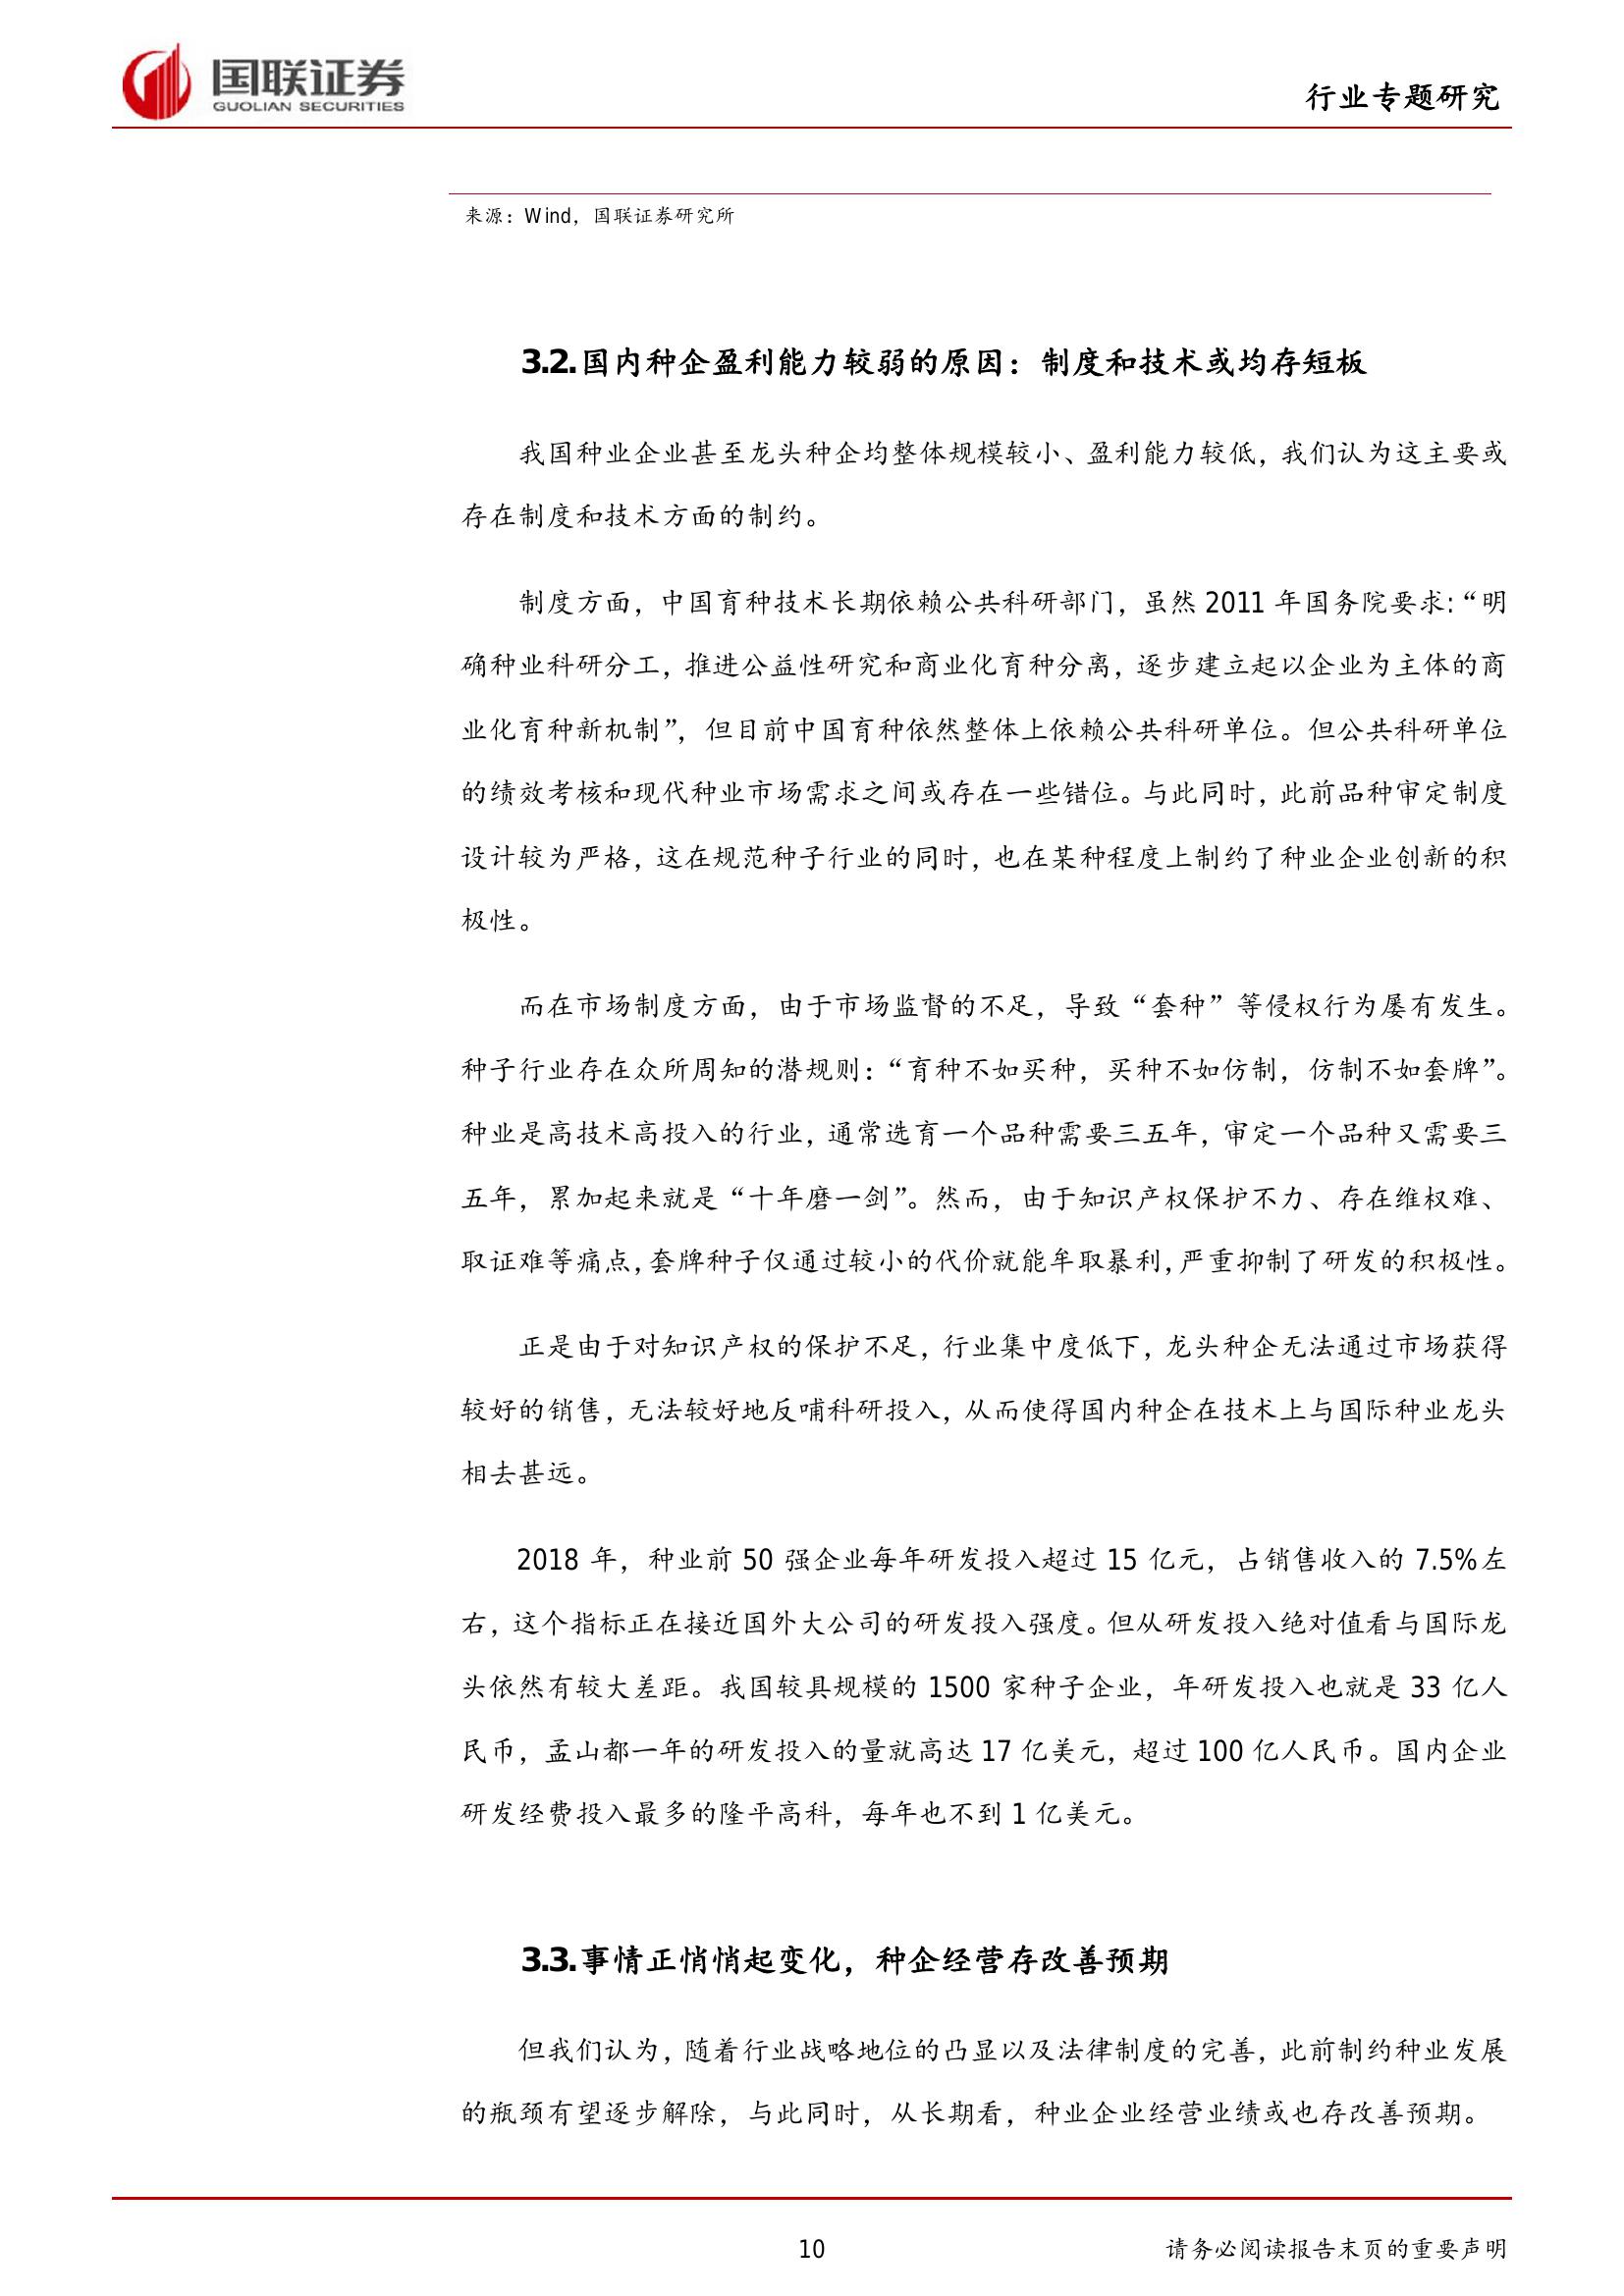 国联证券
GUOLIAN SECURITIES
行业专题研究
来源：Wind，国联证券研究所
3.2.国内种企盈利能力较弱的原因：制度和技术或均存短板
我国种业企业甚至龙头种企均整体规模较小、盈利能力较低，我们认为这主要或
存在制度和技术方面的制约。
制度方面，中国育种技术长期依赖公共科研部门，虽然 2011 年国务院要求：“明
确种业科研分工，推进公益性研究和商业化育种分离，逐步建立起以企业为主体的商
业化育种新机制”，但目前中国育种依然整体上依赖公共科研单位。但公共科研单位
的绩效考核和现代种业市场需求之间或存在一些错位。与此同时，此前品种审定制度
设计较为严格，这在规范种子行业的同时，也在某种程度上制约了种业企业创新的积
极性。
而在市场制度方面，由于市场监督的不足，导致“套种”等侵权行为屡有发生。
种子行业存在众所周知的潜规则：“育种不如买种，买种不如仿制，仿制不如套牌”。
种业是高技术高投入的行业，通常选育一个品种需要三五年，审定一个品种又需要三
五年，累加起来就是“十年磨一剑”。然而，由于知识产权保护不力、存在维权难、
取证难等痛点，套牌种子仅通过较小的代价就能牟取暴利，严重抑制了研发的积极性。
正是由于对知识产权的保护不足，行业集中度低下，龙头种企无法通过市场获得
较好的销售，无法较好地反哺科研投入，从而使得国内种企在技术上与国际种业龙头
相去甚远。
2018 年，种业前 50 强企业每年研发投入超过 15 亿元，占销售收入的 7.5%左
右，这个指标正在接近国外大公司的研发投入强度。但从研发投入绝对值看与国际龙
头依然有较大差距。我国较具规模的 1500 家种子企业，年研发投入也就是 33 亿人
民币，孟山都一年的研发投入的量就高达 17 亿美元，超过 100 亿人民币。国内企业
研发经费投入最多的隆平高科，每年也不到 1 亿美元。
3.3.事情正悄悄起变化，种企经营存改善预期
但我们认为，随着行业战略地位的凸显以及法律制度的完善，此前制约种业发展
的瓶颈有望逐步解除，与此同时，从长期看，种业企业经营业绩或也存改善预期。
10
请务必阅读报告末页的重要声明